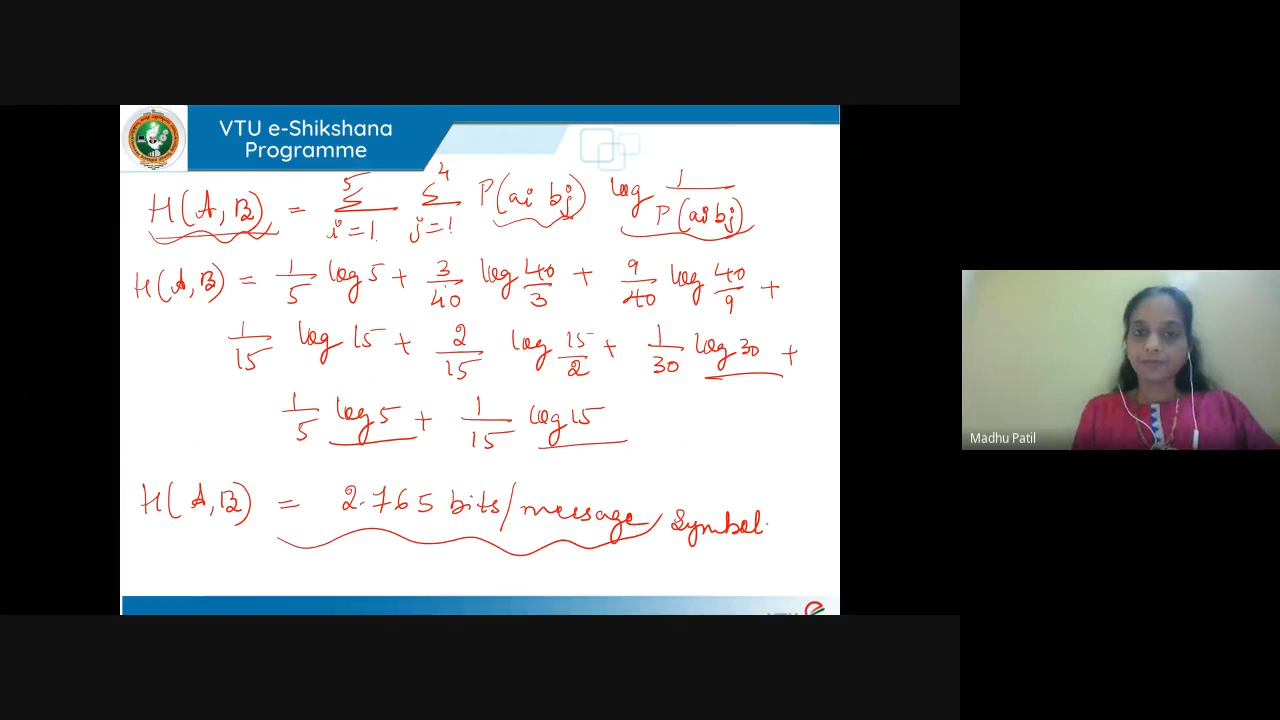 VTU e-Shikshana
Programme
H(A,B) = 5∑i=1 4∑j=1 P(ai bj) log 1/P(ai bj)
H(A,B) = 1/5 log 5 + 3/40 log 40/3 + 9/40 log 40/9 +
1/15 log 15 + 2/15 log 15/2 + 1/30 log 30 +
1/5 log 5 + 1/15 log 15
H(A,B) = 2.765 bits/message symbol.
Madhu Patil